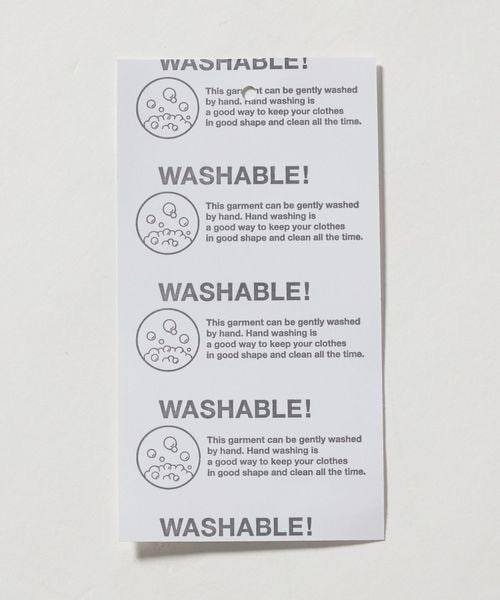 WASHABLE!
This garment can be gently washed
by hand. Hand washing is
a good way to keep your clothes
in good shape and clean all the time.
WASHABLE!
This garment can be gently washed
by hand. Hand washing is
a good way to keep your clothes
in good shape and clean all the time.
WASHABLE!
This garment can be gently washed
by hand. Hand washing is
a good way to keep your clothes
in good shape and clean all the time.
WASHABLE!
This garment can be gently washed
by hand. Hand washing is
a good way to keep your clothes
in good shape and clean all the time.
WASHABLE!